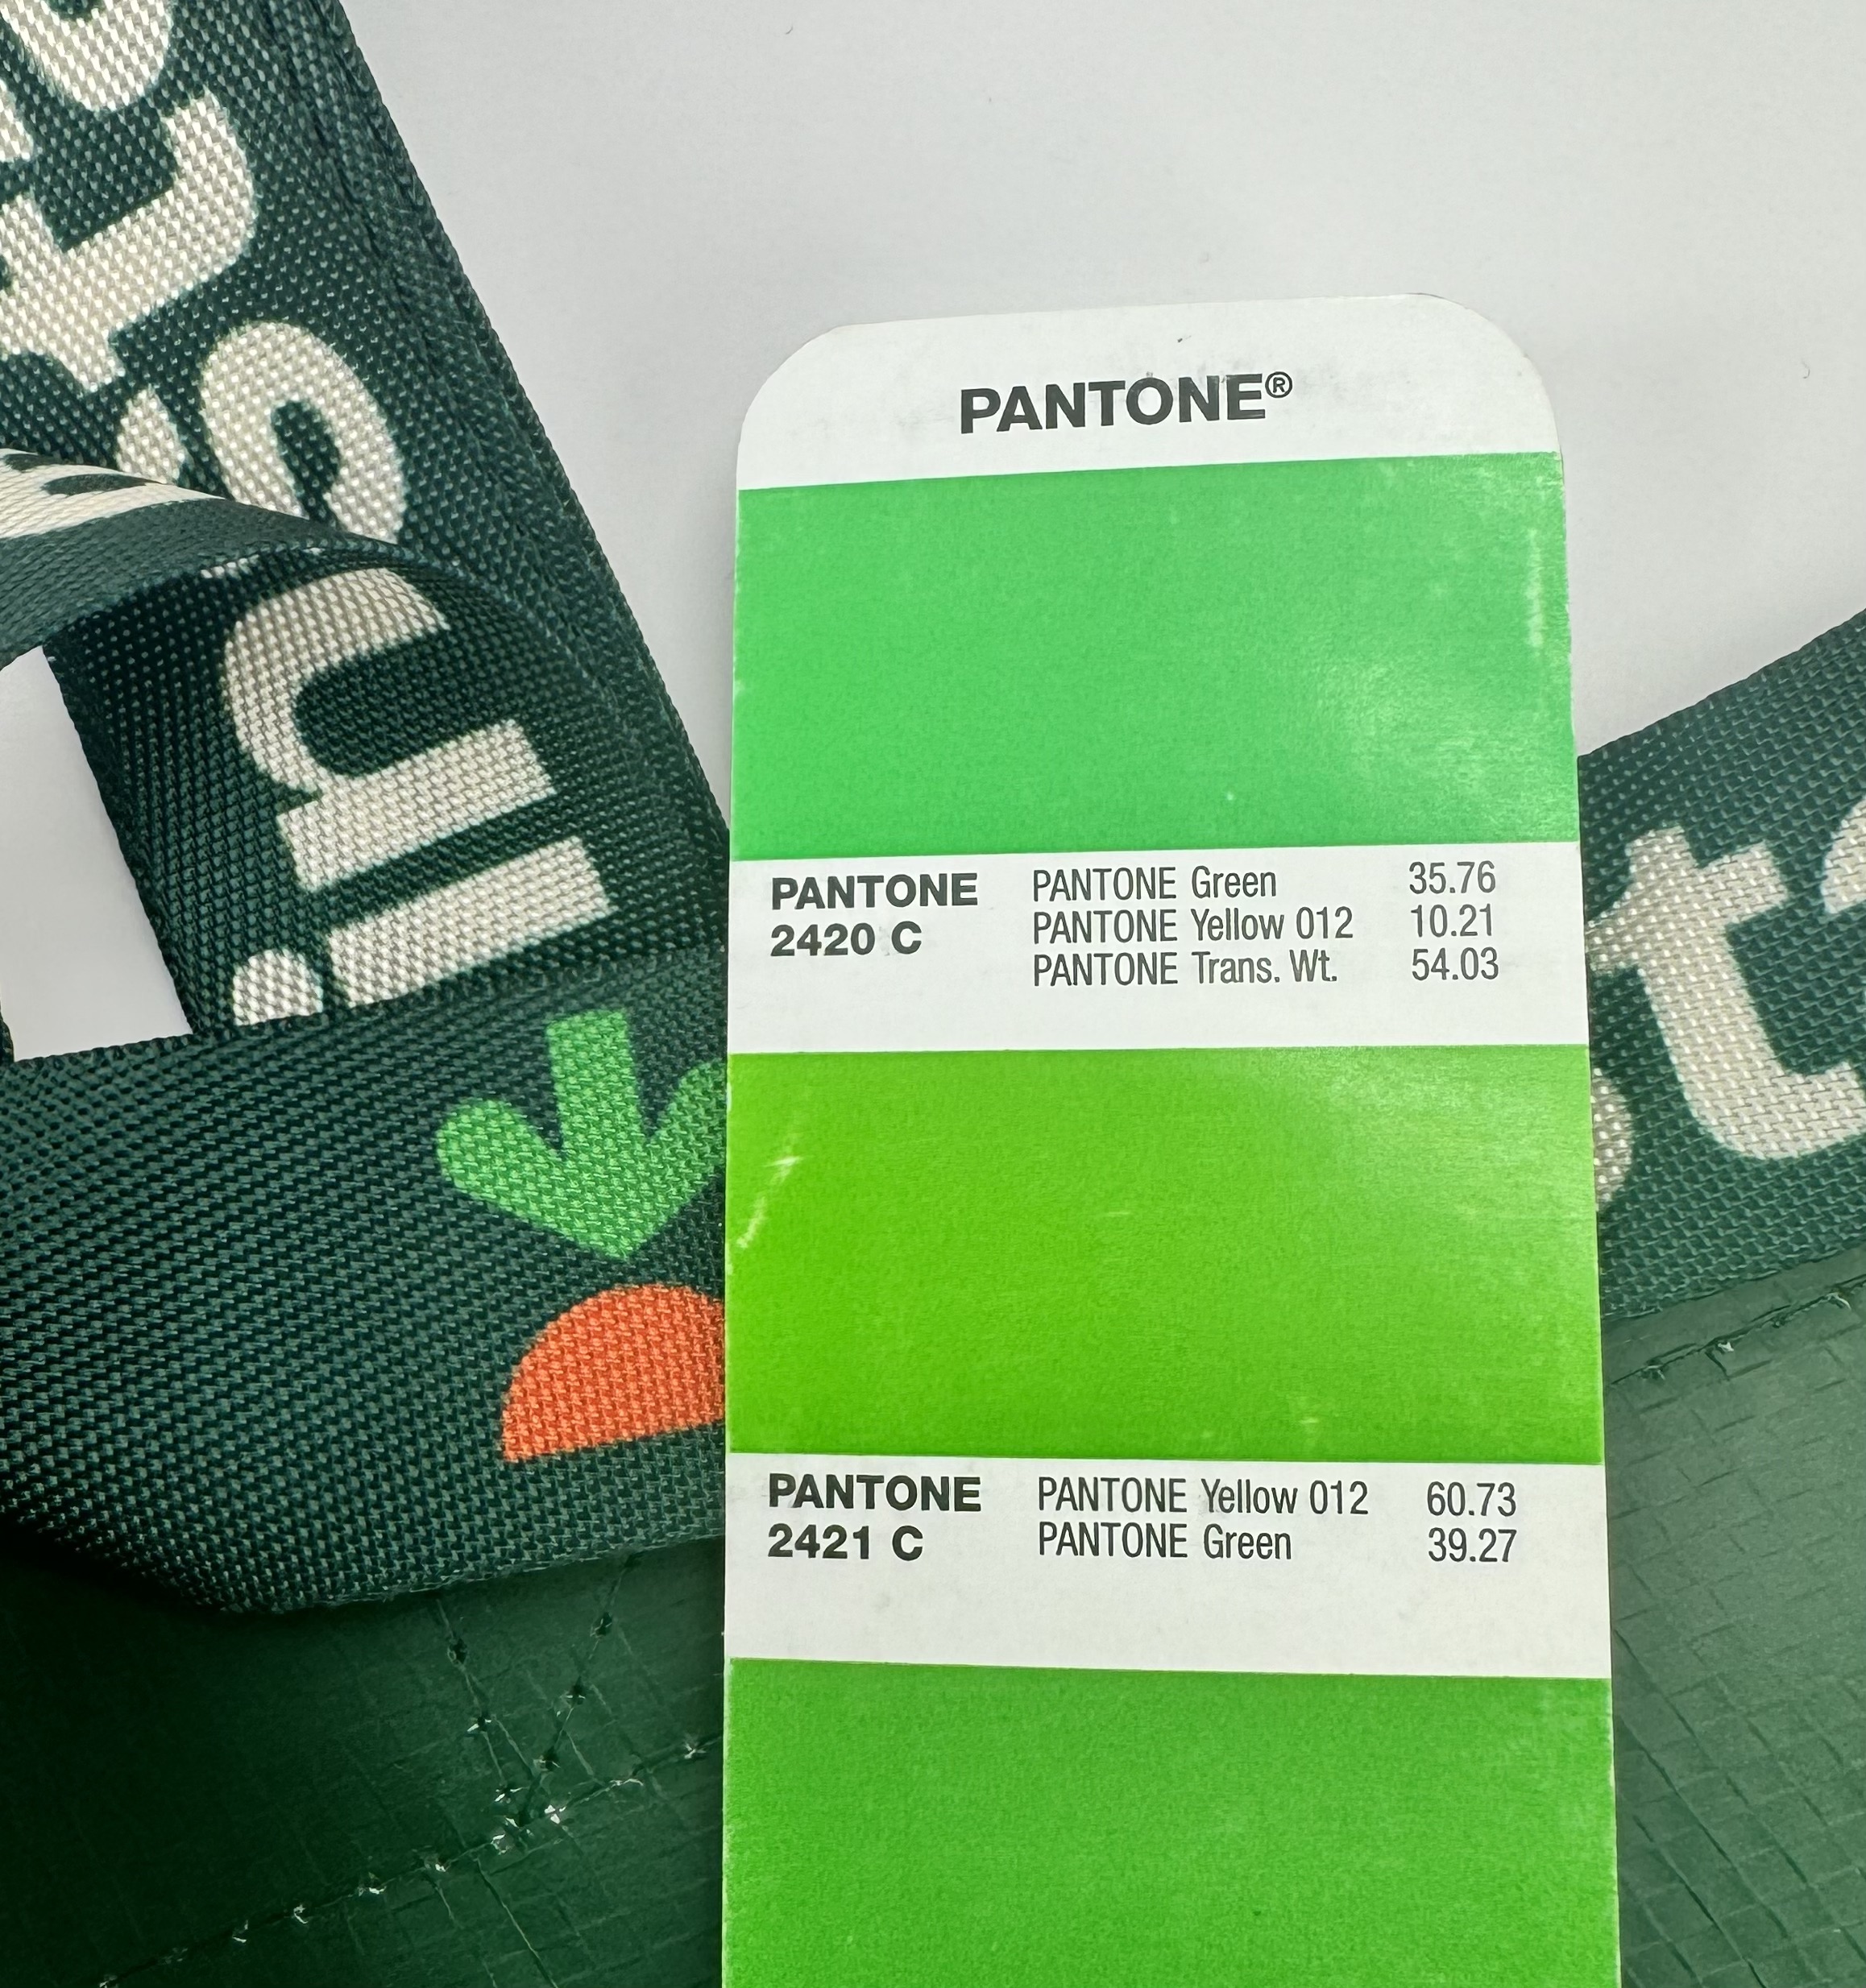 PANTONE®
PANTONE
2420 C
PANTONE Green 35.76
PANTONE Yellow 012 10.21
PANTONE Trans. Wt. 54.03
PANTONE
2421 C
PANTONE Yellow 012 60.73
PANTONE Green 39.27